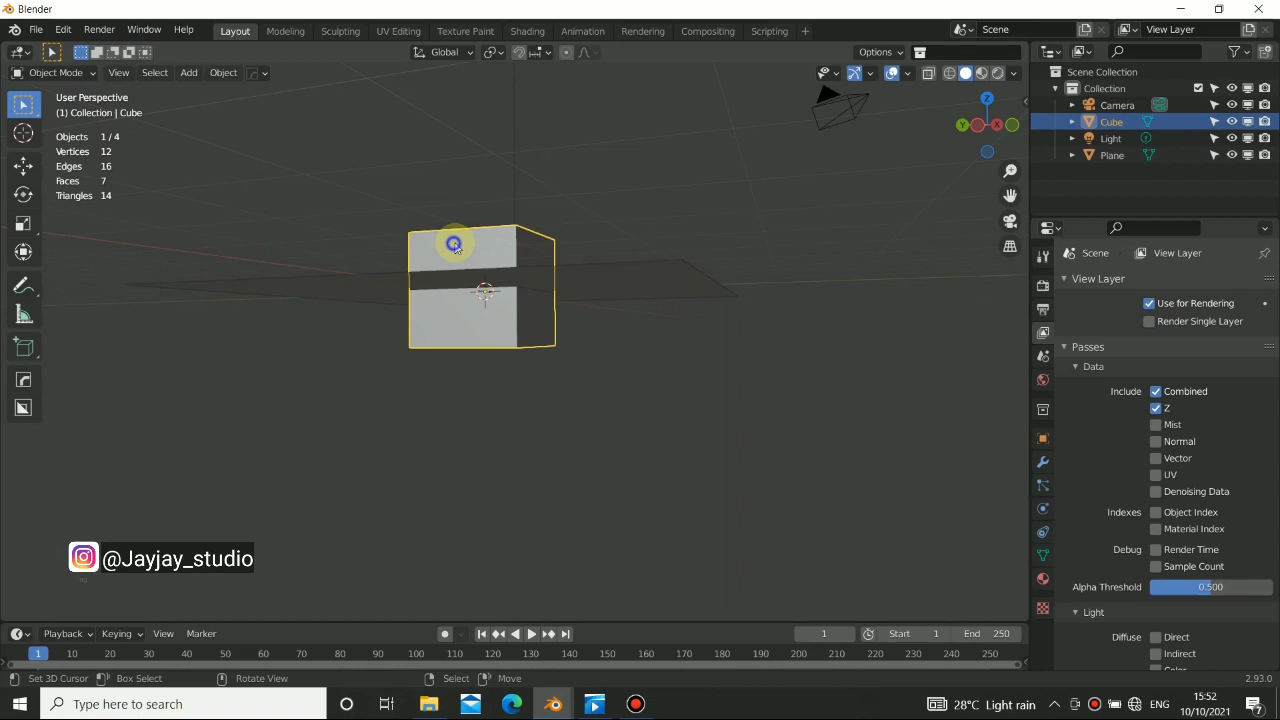 Blender
File Edit Render Window Help
Layout Modeling Sculpting UV Editing Texture Paint Shading Animation Rendering Compositing Scripting +
Scene
View Layer
Global
Options
Object Mode View Select Add Object
User Perspective
(1) Collection | Cube
Objects 1 / 4
Vertices 12
Edges 16
Faces 7
Triangles 14
Z
Y
X
Scene Collection
Collection
Camera
Cube
Light
Plane
Scene > View Layer
View Layer
Use for Rendering
Render Single Layer
Passes
Data
Include Combined
Z
Mist
Normal
Vector
UV
Denoising Data
Indexes Object Index
Material Index
Debug Render Time
Sample Count
Alpha Threshold 0.500
Light
Diffuse Direct
Indirect
Color
@Jayjay_studio
Playback Keying View Marker
1
Start 1 End 250
1 10 20 30 40 50 60 70 80 90 100 110 120 130 140 150 160 170 180 190 200 210 220 230 240 250
Set 3D Cursor Box Select Rotate View Select Move
2.93.0
Type here to search
28°C Light rain
ENG
15:52
10/10/2021
7